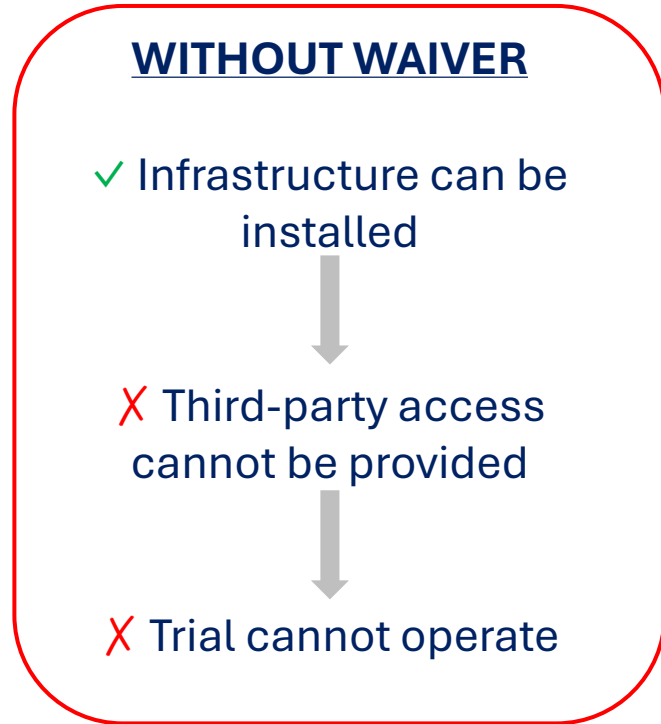 WITHOUT WAIVER
✓ Infrastructure can be
installed
✗ Third-party access
cannot be provided
✗ Trial cannot operate